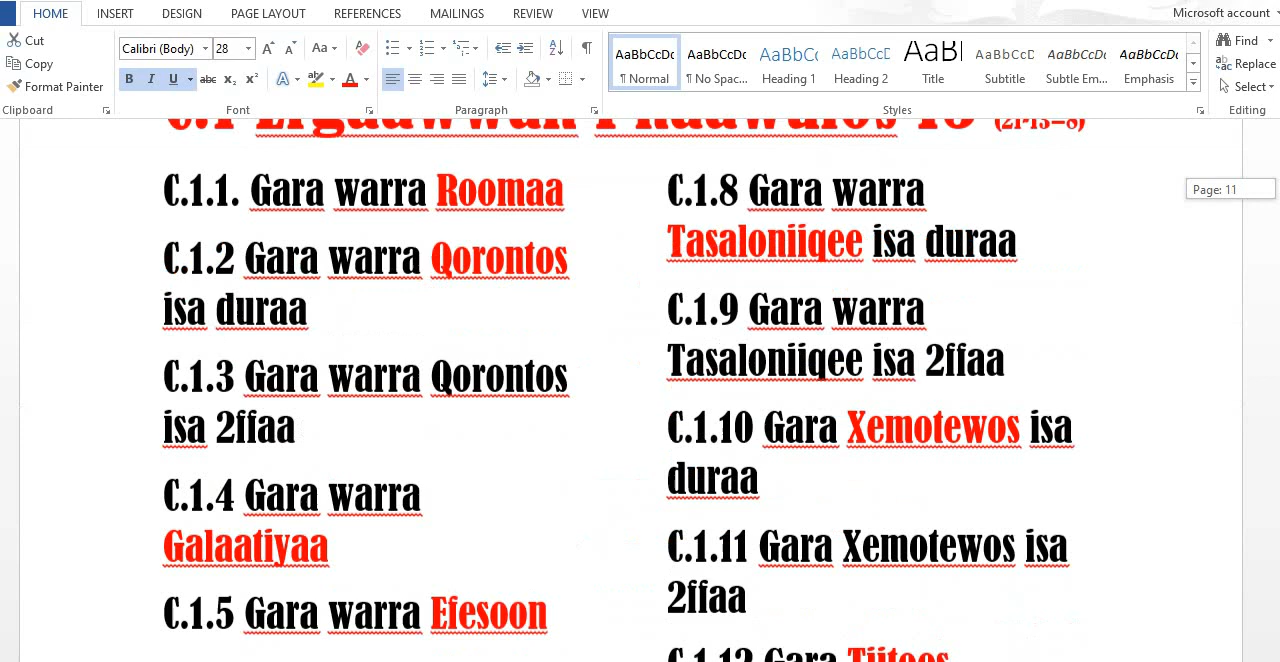 HOME INSERT DESIGN PAGE LAYOUT REFERENCES MAILINGS REVIEW VIEW Microsoft account
Cut
Copy
Format Painter
Clipboard
Calibri (Body) 28
Font
Paragraph
AaBbCcDc AaBbCcDc AaBbC( AaBbCcD AaB AaBbCcD AaBbCcDc AaBbCcDc
¶ Normal ¶ No Spac... Heading 1 Heading 2 Title Subtitle Subtle Em... Emphasis
Styles
Find
Replace
Select
Editing
Page: 11
C.1.1. Gara warra Roomaa
C.1.2 Gara warra Qorontos
isa duraa
C.1.3 Gara warra Qorontos
isa 2ffaa
C.1.4 Gara warra
Galaatiyaa
C.1.5 Gara warra Efesoon
C.1.8 Gara warra
Tasaloniiqee isa duraa
C.1.9 Gara warra
Tasaloniiqee isa 2ffaa
C.1.10 Gara Xemotewos isa
duraa
C.1.11 Gara Xemotewos isa
2ffaa